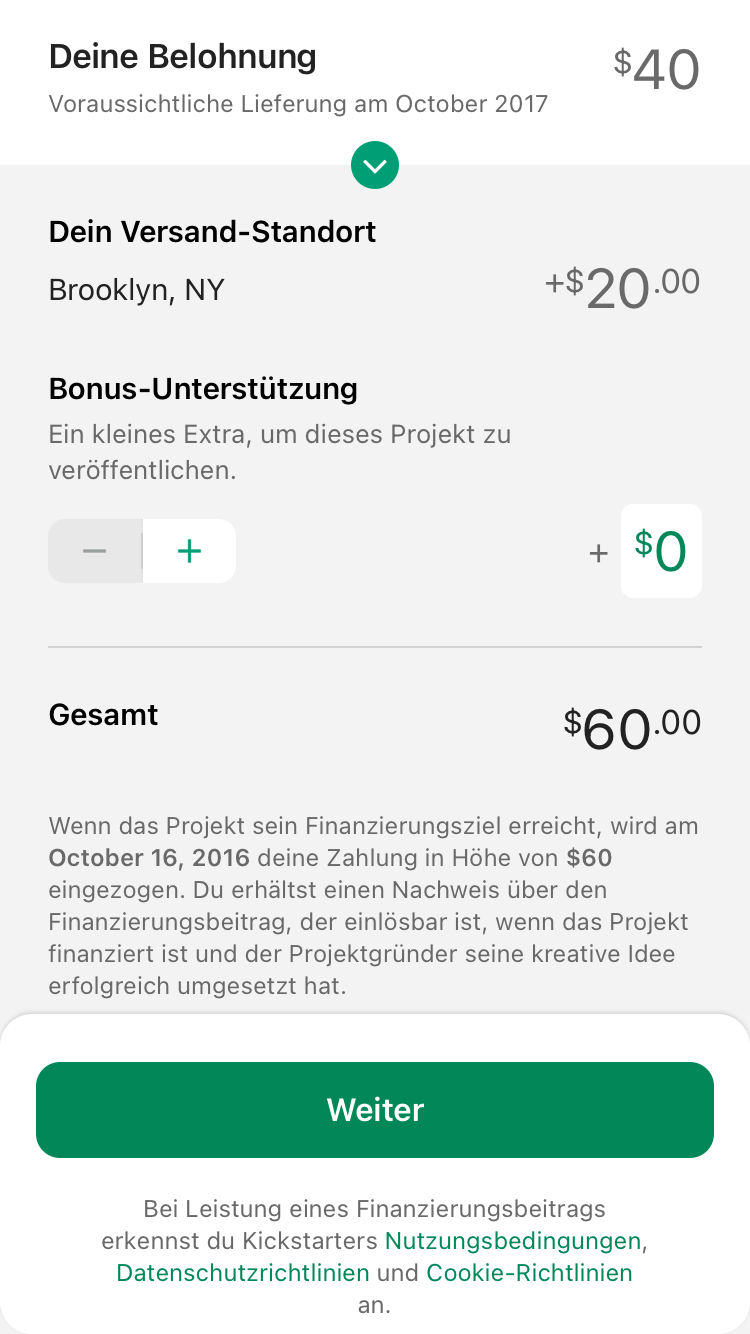 Deine Belohnung
$40
Voraussichtliche Lieferung am October 2017
Dein Versand-Standort
Brooklyn, NY
+$20.00
Bonus-Unterstützung
Ein kleines Extra, um dieses Projekt zu
veröffentlichen.
− +
+ $0
Gesamt
$60.00
Wenn das Projekt sein Finanzierungsziel erreicht, wird am
October 16, 2016 deine Zahlung in Höhe von $60
eingezogen. Du erhältst einen Nachweis über den
Finanzierungsbeitrag, der einlösbar ist, wenn das Projekt
finanziert ist und der Projektgründer seine kreative Idee
erfolgreich umgesetzt hat.
Weiter
Bei Leistung eines Finanzierungsbeitrags
erkennst du Kickstarters Nutzungsbedingungen,
Datenschutzrichtlinien und Cookie-Richtlinien
an.